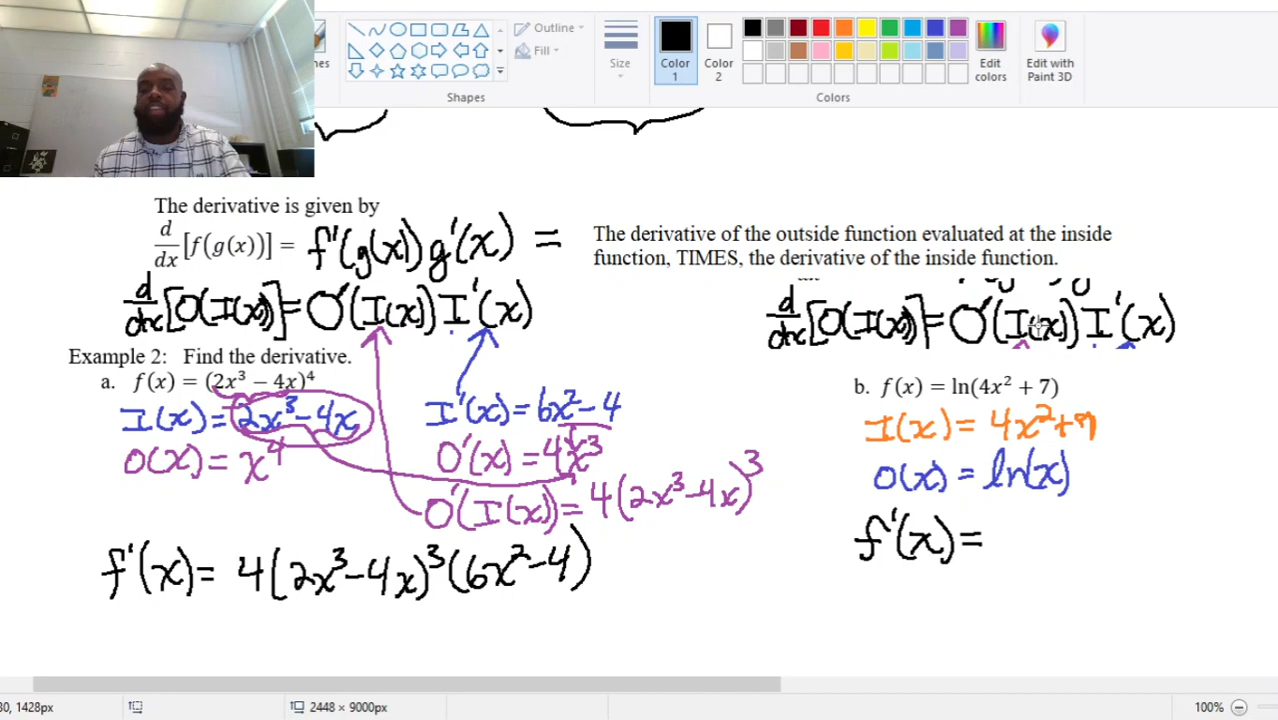 Outline
Fill
Size
Color 1
Color 2
Edit colors
Edit with Paint 3D
Shapes
Colors
The derivative is given by
d/dx [f(g(x))] = f'(g(x)) g'(x) =
The derivative of the outside function evaluated at the inside
function, TIMES, the derivative of the inside function.
d/dx [O(I(x))] = O'(I(x)) I'(x)
d/dx [O(I(x))] = O'(I(x)) I'(x)
Example 2: Find the derivative.
a. f(x) = (2x³ − 4x)⁴
I(x) = 2x³ − 4x
I'(x) = 6x² − 4
O(x) = x⁴
O'(x) = 4x³
O'(I(x)) = 4(2x³ − 4x)³
f'(x) = 4(2x³ − 4x)³(6x² − 4)
b. f(x) = ln(4x² + 7)
I(x) = 4x² + 7
O(x) = ln(x)
f'(x) =
1428px
2448 × 9000px
100%